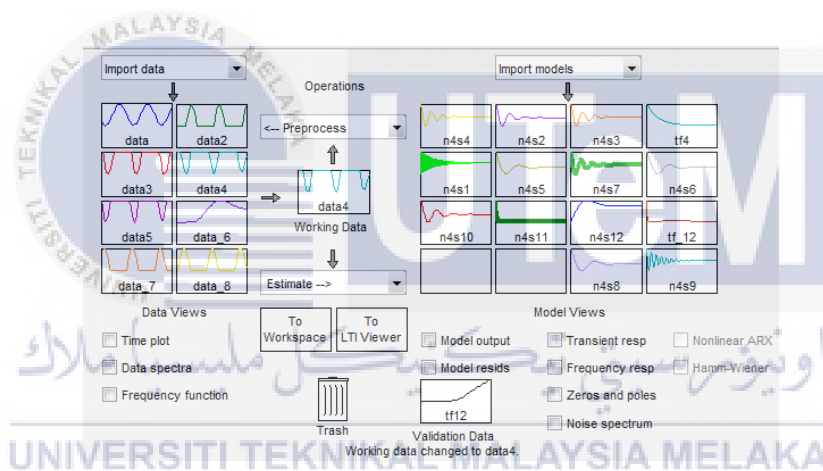 Import data
Operations
Import models
<-- Preprocess
data
data2
data3
data4
data5
data_6
data_7
data_8
data4
Working Data
n4s4
n4s2
n4s3
tf4
n4s1
n4s5
n4s7
n4s6
n4s10
n4s11
n4s12
tf_12
n4s8
n4s9
Estimate -->
Data Views
Model Views
To Workspace
To LTI Viewer
Time plot
Data spectra
Frequency function
Model output
Transient resp
Nonlinear ARX
Model resids
Frequency resp
Hamm-Wiener
Zeros and poles
Noise spectrum
tf12
Trash
Validation Data
Working data changed to data4.
UNIVERSITI TEKNIKAL MALAYSIA MELAKA
UTeM